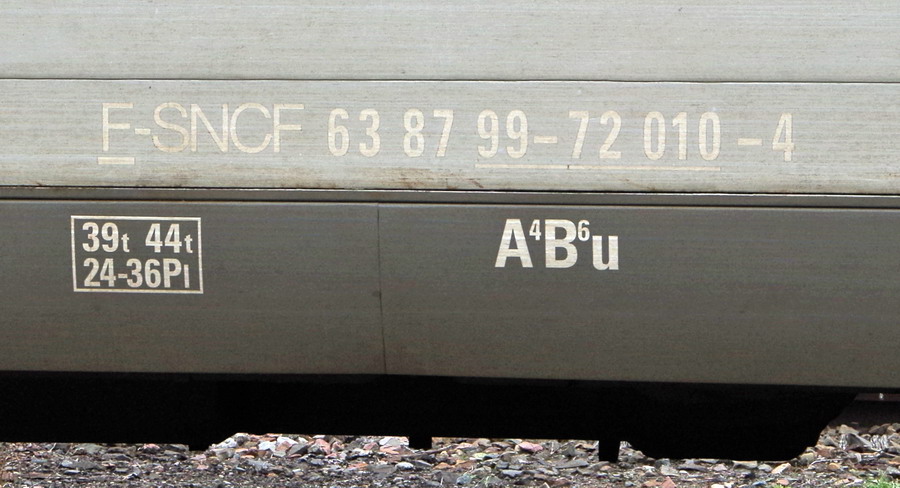 F-SNCF 63 87 99-72 010-4
39t 44t
24-36Pl
A⁴B⁶u